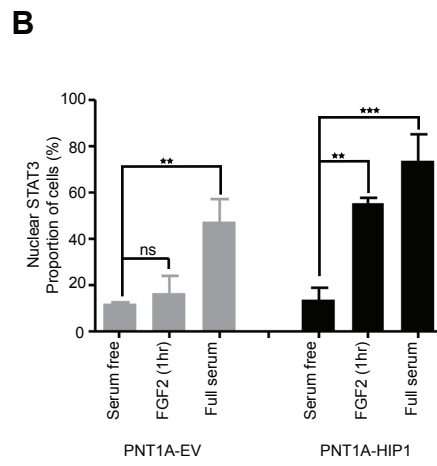 B
Nuclear STAT3
Proportion of cells (%)
100
80
60
40
20
0
**
ns
***
**
Serum free
FGF2 (1hr)
Full serum
Serum free
FGF2 (1hr)
Full serum
PNT1A-EV
PNT1A-HIP1